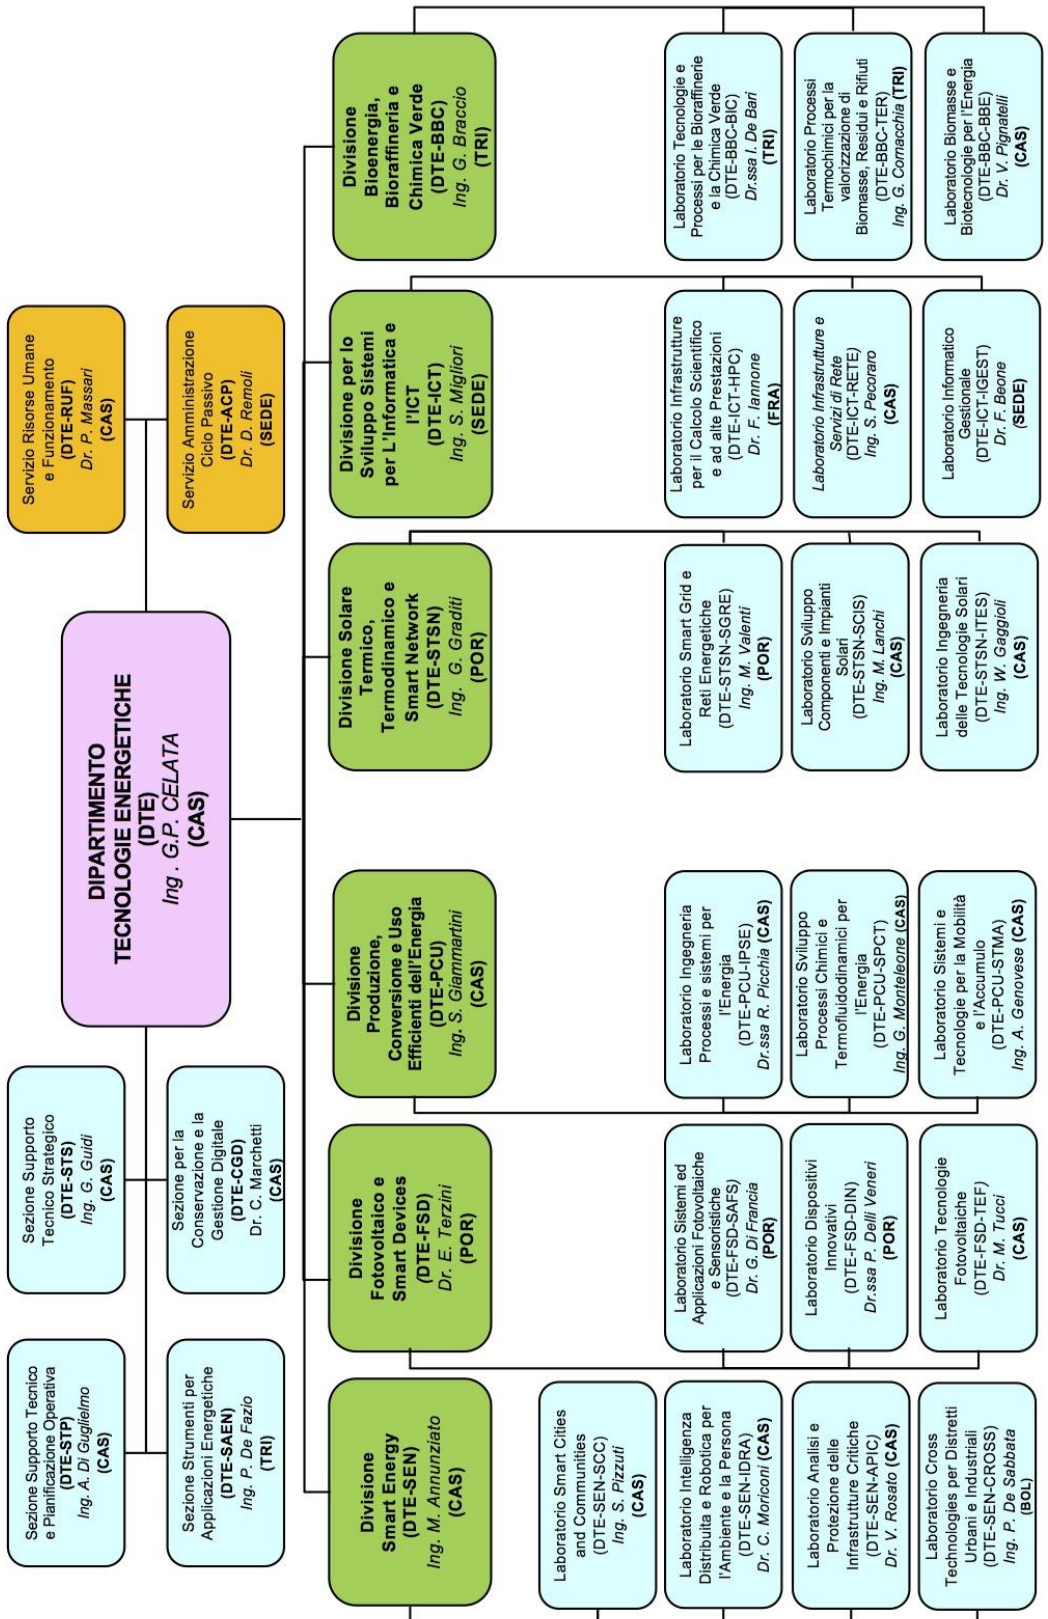 DIPARTIMENTO
TECNOLOGIE ENERGETICHE
(DTE)
Ing . G.P. CELATA
(CAS)
Sezione Supporto Tecnico
e Pianificazione Operativa
(DTE-STP)
Ing. A. Di Guglielmo
(CAS)
Sezione Supporto
Tecnico Strategico
(DTE-STS)
Ing. G. Guidi
(CAS)
Servizio Risorse Umane
e Funzionamento
(DTE-RUF)
Dr. P. Massari
(CAS)
Sezione Strumenti per
Applicazioni Energetiche
(DTE-SAEN)
Ing. P. De Fazio
(TRI)
Sezione per la
Conservazione e la
Gestione Digitale
(DTE-CGD)
Dr. C. Marchetti
(CAS)
Servizio Amministrazione
Ciclo Passivo
(DTE-ACP)
Dr. D. Remoli
(SEDE)
Divisione
Smart Energy
(DTE-SEN)
Ing. M. Annunziato
(CAS)
Divisione
Fotovoltaico e
Smart Devices
(DTE-FSD)
Dr. E. Terzini
(POR)
Divisione
Produzione,
Conversione e Uso
Efficienti dell'Energia
(DTE-PCU)
Ing. S. Giammartini
(CAS)
Divisione Solare
Termico,
Termodinamico e
Smart Network
(DTE-STSN)
Ing. G. Graditi
(POR)
Divisione per lo
Sviluppo Sistemi
per L'Informatica e
l'ICT
(DTE-ICT)
Ing. S. Migliori
(SEDE)
Divisione
Bioenergia,
Bioraffineria e
Chimica Verde
(DTE-BBC)
Ing. G. Braccio
(TRI)
Laboratorio Smart Cities
and Communities
(DTE-SEN-SCC)
Ing. S. Pizzuti
(CAS)
Laboratorio Intelligenza
Distribuita e Robotica per
l'Ambiente e la Persona
(DTE-SEN-IDRA)
Dr. C. Moriconi (CAS)
Laboratorio Sistemi ed
Applicazioni Fotovoltaiche
e Sensoristiche
(DTE-FSD-SAFS)
Dr. G. Di Francia
(POR)
Laboratorio Ingegneria
Processi e sistemi per
l'Energia
(DTE-PCU-IPSE)
Dr.ssa R. Picchia (CAS)
Laboratorio Smart Grid e
Reti Energetiche
(DTE-STSN-SGRE)
Ing. M. Valenti
(POR)
Laboratorio Infrastrutture
per il Calcolo Scientifico
e ad alte Prestazioni
(DTE-ICT-HPC)
Dr. F. Iannone
(FRA)
Laboratorio Tecnologie e
Processi per le Bioraffinerie
e la Chimica Verde
(DTE-BBC-BIC)
Dr.ssa I. De Bari
(TRI)
Laboratorio Analisi e
Protezione delle
Infrastrutture Critiche
(DTE-SEN-APIC)
Dr. V. Rosato (CAS)
Laboratorio Dispositivi
Innovativi
(DTE-FSD-DIN)
Dr.ssa P. Delli Veneri
(POR)
Laboratorio Sviluppo
Processi Chimici e
Termofluidodinamici per
l'Energia
(DTE-PCU-SPCT)
Ing. G. Monteleone (CAS)
Laboratorio Sviluppo
Componenti e Impianti
Solari
(DTE-STSN-SCIS)
Ing. M. Lanchi
(CAS)
Laboratorio Infrastrutture e
Servizi di Rete
(DTE-ICT-RETE)
Ing. S. Pecoraro
(CAS)
Laboratorio Processi
Termochimici per la
valorizzazione di
Biomasse, Residui e Rifiuti
(DTE-BBC-TER)
Ing. G. Cornacchia (TRI)
Laboratorio Cross
Technologies per Distretti
Urbani e Industriali
(DTE-SEN-CROSS)
Ing. P. De Sabbata
(BOL)
Laboratorio Tecnologie
Fotovoltaiche
(DTE-FSD-TEF)
Dr. M. Tucci
(CAS)
Laboratorio Sistemi e
Tecnologie per la Mobilità
e l'Accumulo
(DTE-PCU-STMA)
Ing. A. Genovese (CAS)
Laboratorio Ingegneria
delle Tecnologie Solari
(DTE-STSN-ITES)
Ing. W. Gaggioli
(CAS)
Laboratorio Informatico
Gestionale
(DTE-ICT-IGEST)
Dr. F. Beone
(SEDE)
Laboratorio Biomasse e
Biotecnologie per l'Energia
(DTE-BBC-BBE)
Dr. V. Pignatelli
(CAS)